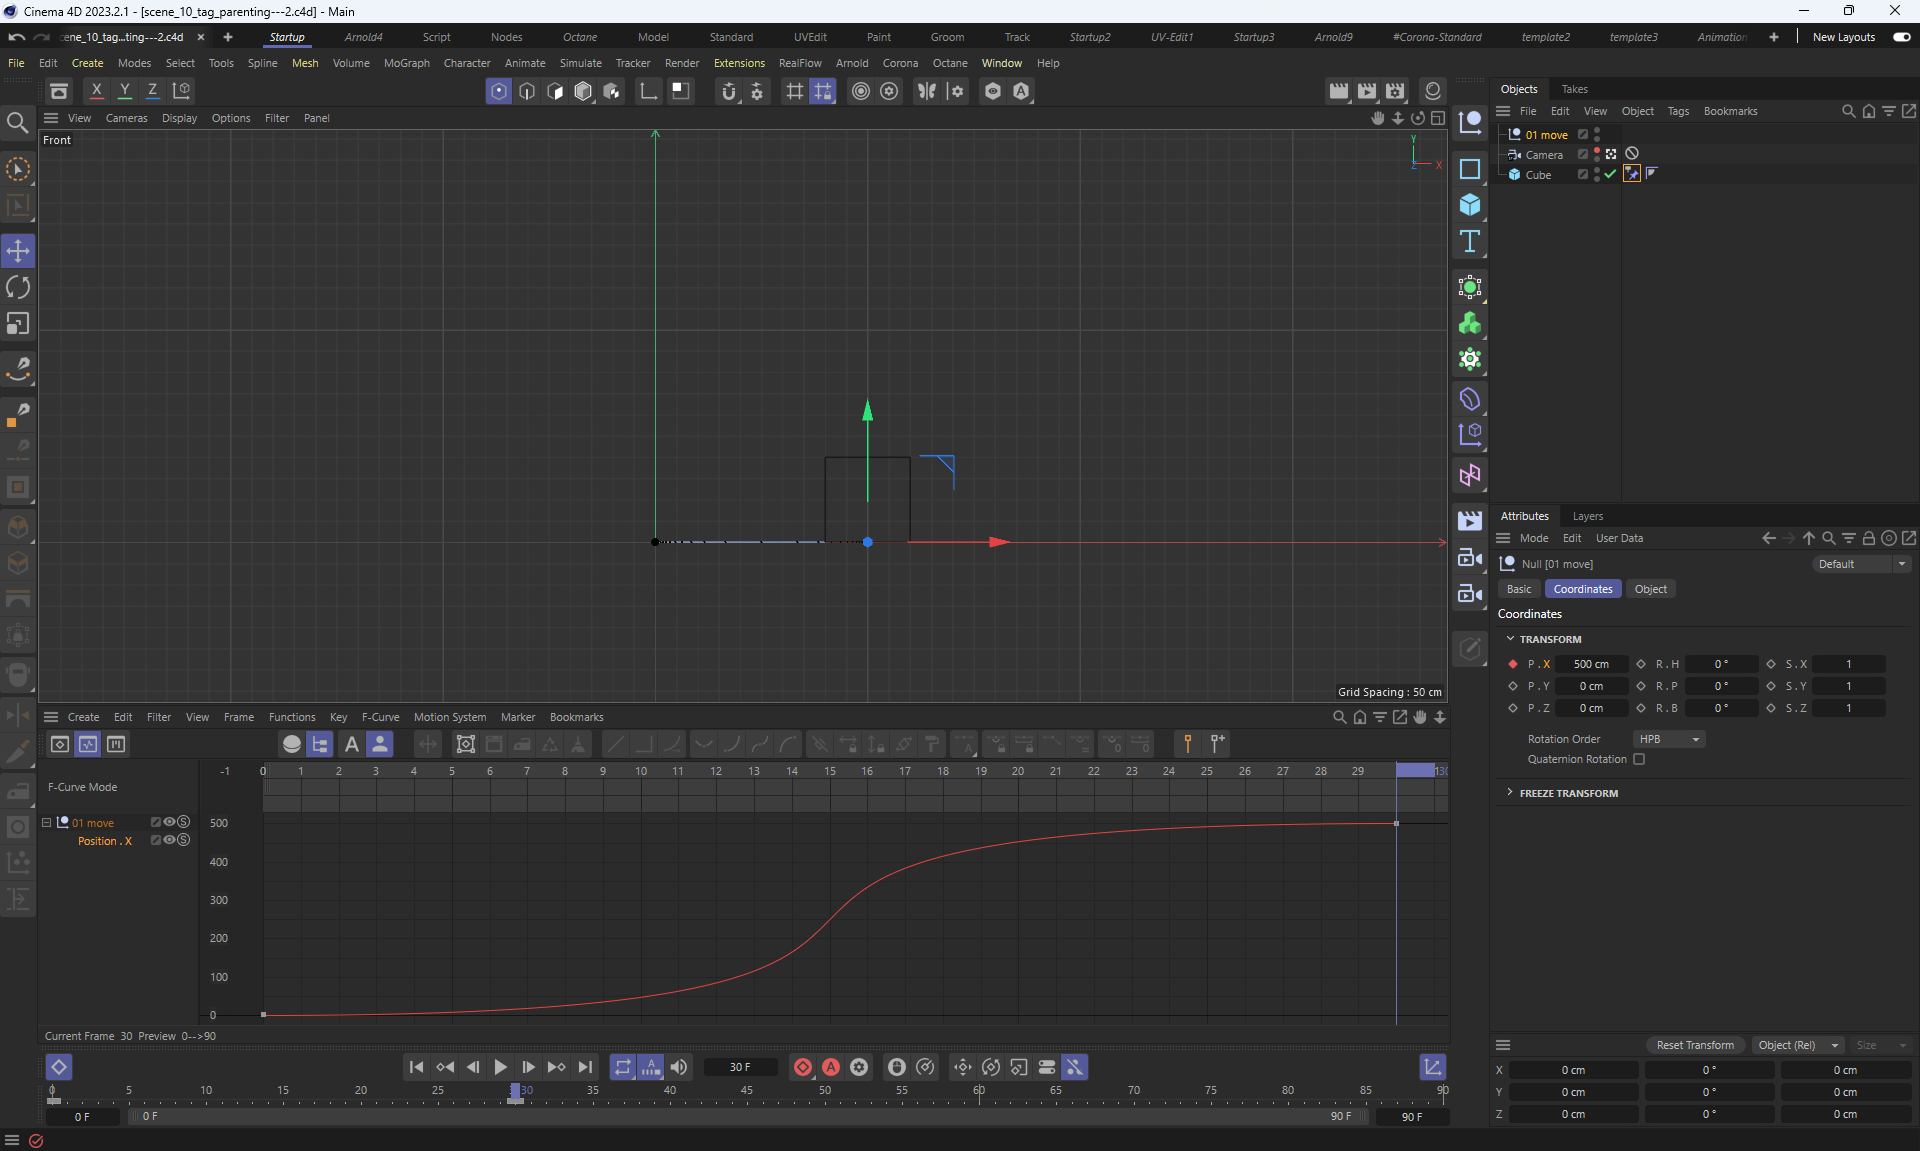 Cinema 4D 2023.2.1 - [scene_10_tag_parenting---2.c4d] - Main
ene_10_tag...ting---2.c4d
Startup
Arnold4
Script
Nodes
Octane
Model
Standard
UVEdit
Paint
Groom
Track
Startup2
UV-Edit1
Startup3
Arnold9
#Corona-Standard
template2
template3
Animation
New Layouts
File Edit Create Modes Select Tools Spline Mesh Volume MoGraph Character Animate Simulate Tracker Render Extensions RealFlow Arnold Corona Octane Window Help
X Y Z
Objects Takes
View Cameras Display Options Filter Panel
File Edit View Object Tags Bookmarks
Front
Y
Z X
01 move
Camera
Cube
Grid Spacing : 50 cm
Attributes Layers
Mode Edit User Data
Null [01 move]
Default
Basic Coordinates Object
Coordinates
TRANSFORM
P . X 500 cm R . H 0 ° S . X 1
P . Y 0 cm R . P 0 ° S . Y 1
P . Z 0 cm R . B 0 ° S . Z 1
Rotation Order HPB
Quaternion Rotation
FREEZE TRANSFORM
Create Edit Filter View Frame Functions Key F-Curve Motion System Marker Bookmarks
-1 0 1 2 3 4 5 6 7 8 9 10 11 12 13 14 15 16 17 18 19 20 21 22 23 24 25 26 27 28 29
F-Curve Mode
01 move
Position . X
500
400
300
200
100
0
Current Frame 30 Preview 0-->90
30 F
0 5 10 15 20 25 30 35 40 45 50 55 60 65 70 75 80 85 90
0 F 0 F 90 F 90 F
Reset Transform Object (Rel) Size
X 0 cm 0 ° 0 cm
Y 0 cm 0 ° 0 cm
Z 0 cm 0 ° 0 cm